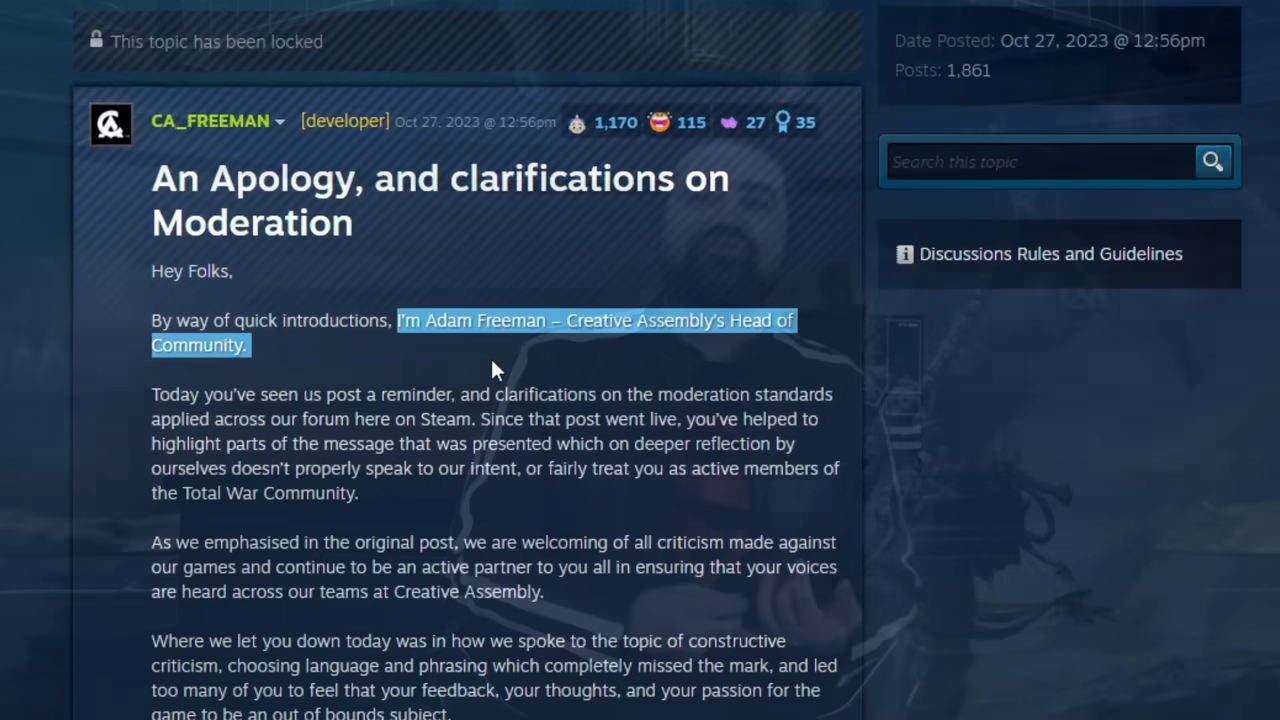 This topic has been locked
Date Posted: Oct 27, 2023 @ 12:56pm
Posts: 1,861
CA_FREEMAN [developer] Oct 27, 2023 @ 12:56pm 1,170 115 27 35
Search this topic
An Apology, and clarifications on
Moderation
Discussions Rules and Guidelines
Hey Folks,
By way of quick introductions, I'm Adam Freeman – Creative Assembly's Head of
Community.
Today you've seen us post a reminder, and clarifications on the moderation standards
applied across our forum here on Steam. Since that post went live, you've helped to
highlight parts of the message that was presented which on deeper reflection by
ourselves doesn't properly speak to our intent, or fairly treat you as active members of
the Total War Community.
As we emphasised in the original post, we are welcoming of all criticism made against
our games and continue to be an active partner to you all in ensuring that your voices
are heard across our teams at Creative Assembly.
Where we let you down today was in how we spoke to the topic of constructive
criticism, choosing language and phrasing which completely missed the mark, and led
too many of you to feel that your feedback, your thoughts, and your passion for the
game to be an out of bounds subject.